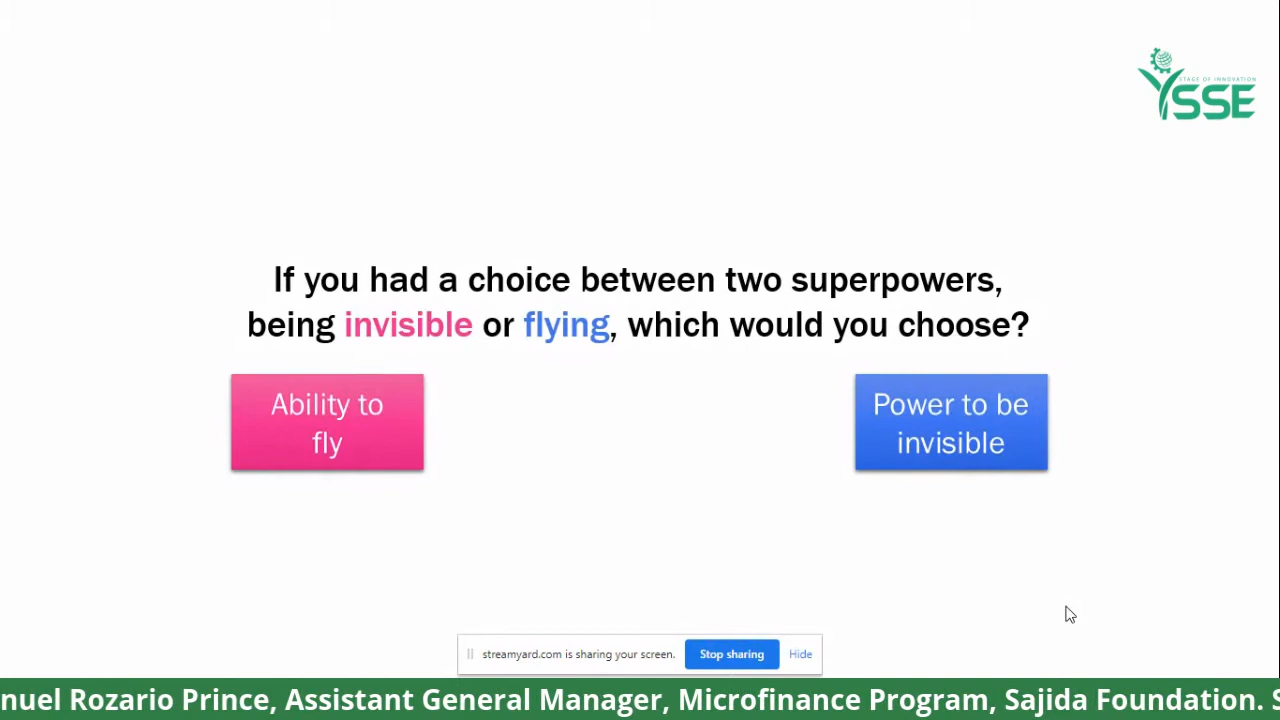 STAGE OF INNOVATION
YSSE
If you had a choice between two superpowers,
being invisible or flying, which would you choose?
Ability to
fly
Power to be
invisible
streamyard.com is sharing your screen. Stop sharing Hide
nuel Rozario Prince, Assistant General Manager, Microfinance Program, Sajida Foundation. S